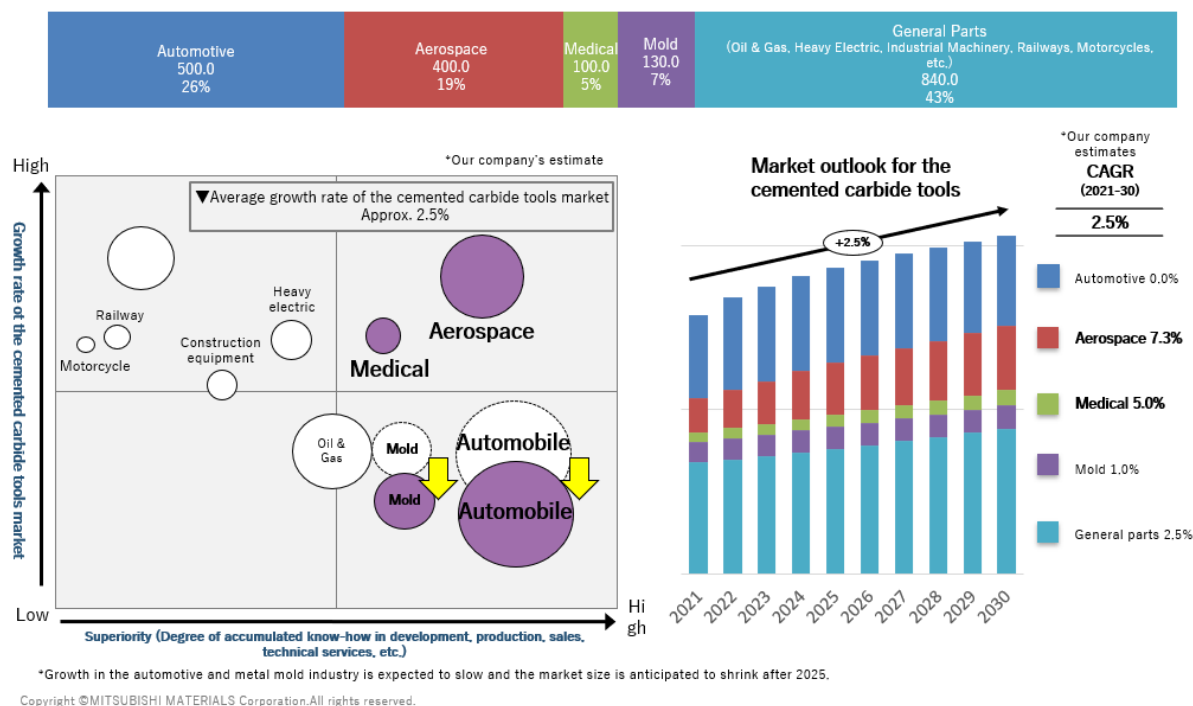 Automotive
500.0
26%
Aerospace
400.0
19%
Medical
100.0
5%
Mold
130.0
7%
General Parts
(Oil & Gas, Heavy Electric, Industrial Machinery, Railways, Motorcycles,
etc.)
840.0
43%
High
*Our company's estimate
▼Average growth rate of the cemented carbide tools market
Approx. 2.5%
Growth rate ot the cemented carbide tools market
Railway
Motorcycle
Heavy
electric
Construction
equipment
Aerospace
Medical
Oil &
Gas
Mold
Automobile
Mold
Automobile
Low
Hi
gh
Superiority (Degree of accumulated know-how in development, production, sales,
technical services, etc.)
Market outlook for the
cemented carbide tools
+2.5%
*Our company
estimates
CAGR
(2021-30)
2.5%
Automotive 0.0%
Aerospace 7.3%
Medical 5.0%
Mold 1.0%
General parts 2.5%
2021
2022
2023
2024
2025
2026
2027
2028
2029
2030
*Growth in the automotive and metal mold industry is expected to slow and the market size is anticipated to shrink after 2025.
Copyright ©MITSUBISHI MATERIALS Corporation.All rights reserved.